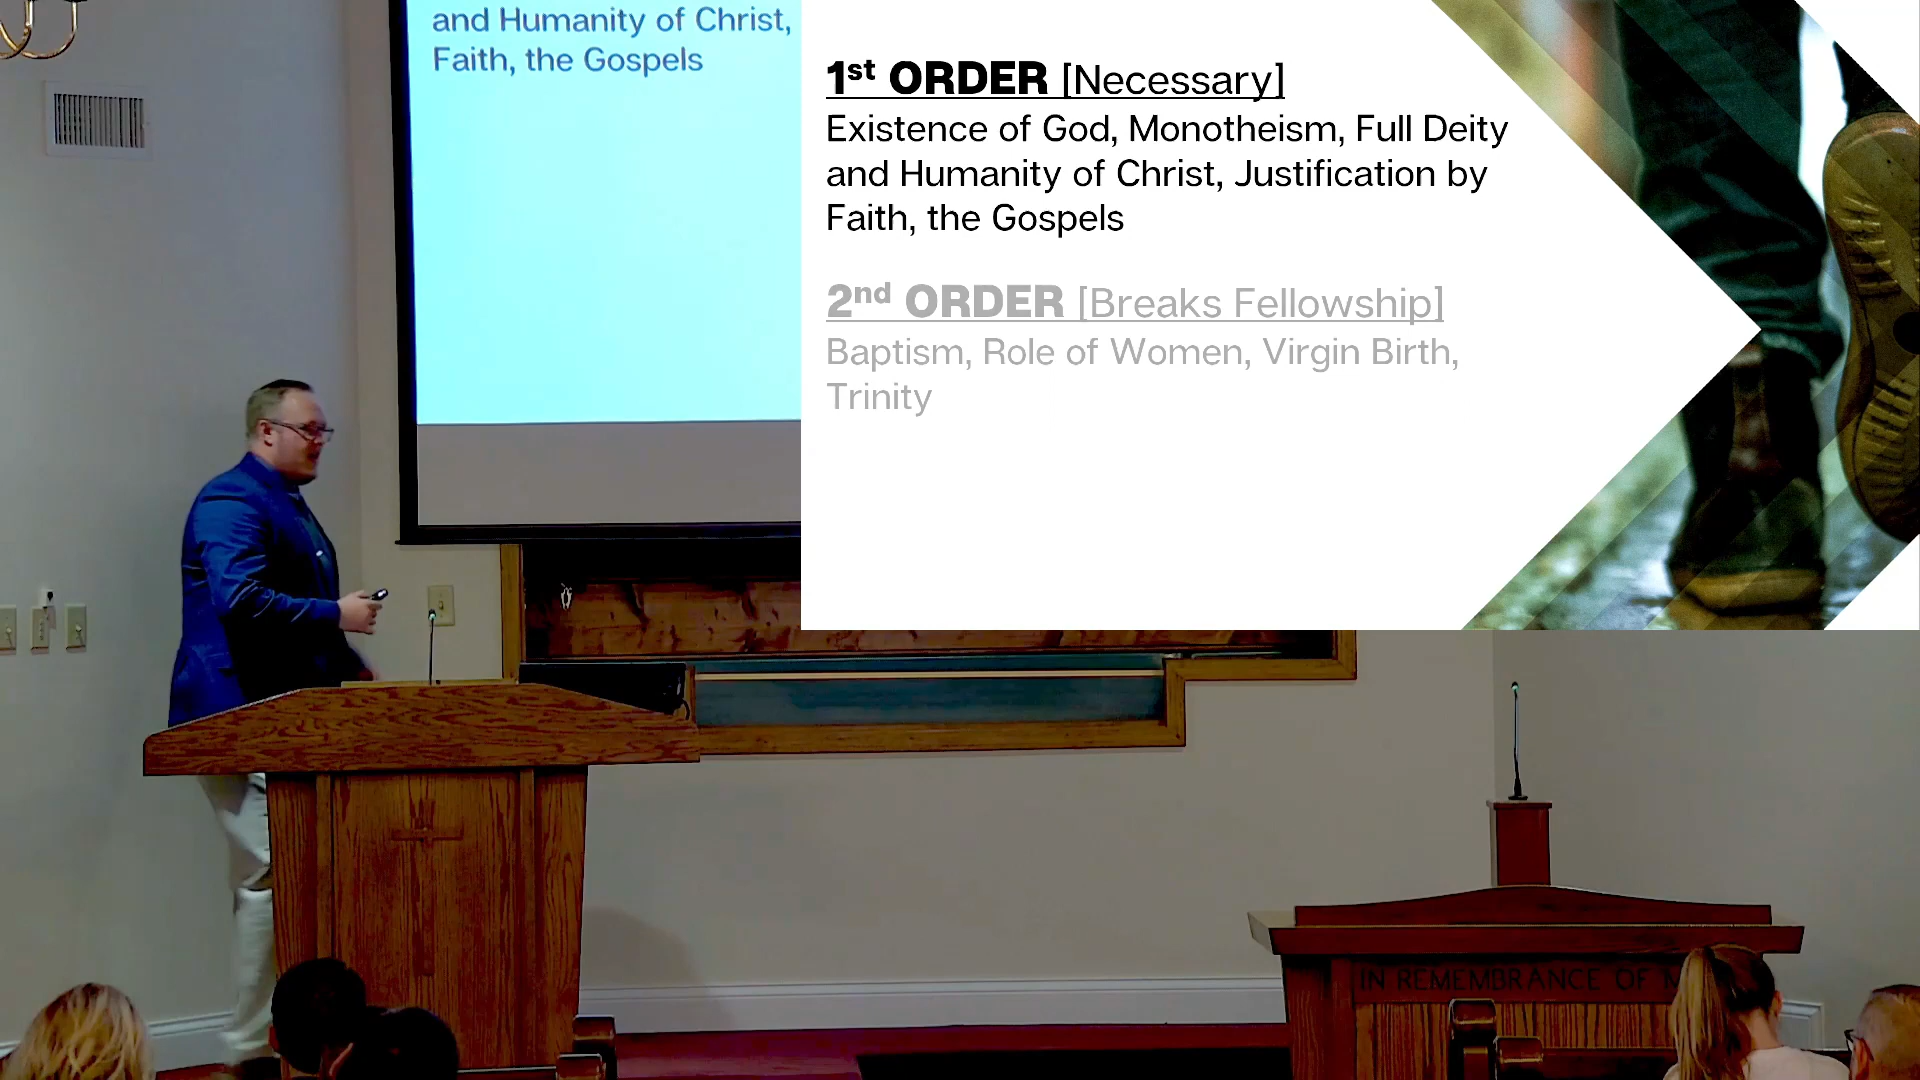 and Humanity of Christ,
Faith, the Gospels
1st ORDER [Necessary]
Existence of God, Monotheism, Full Deity
and Humanity of Christ, Justification by
Faith, the Gospels
2nd ORDER [Breaks Fellowship]
Baptism, Role of Women, Virgin Birth,
Trinity
IN REMEMBRANCE OF